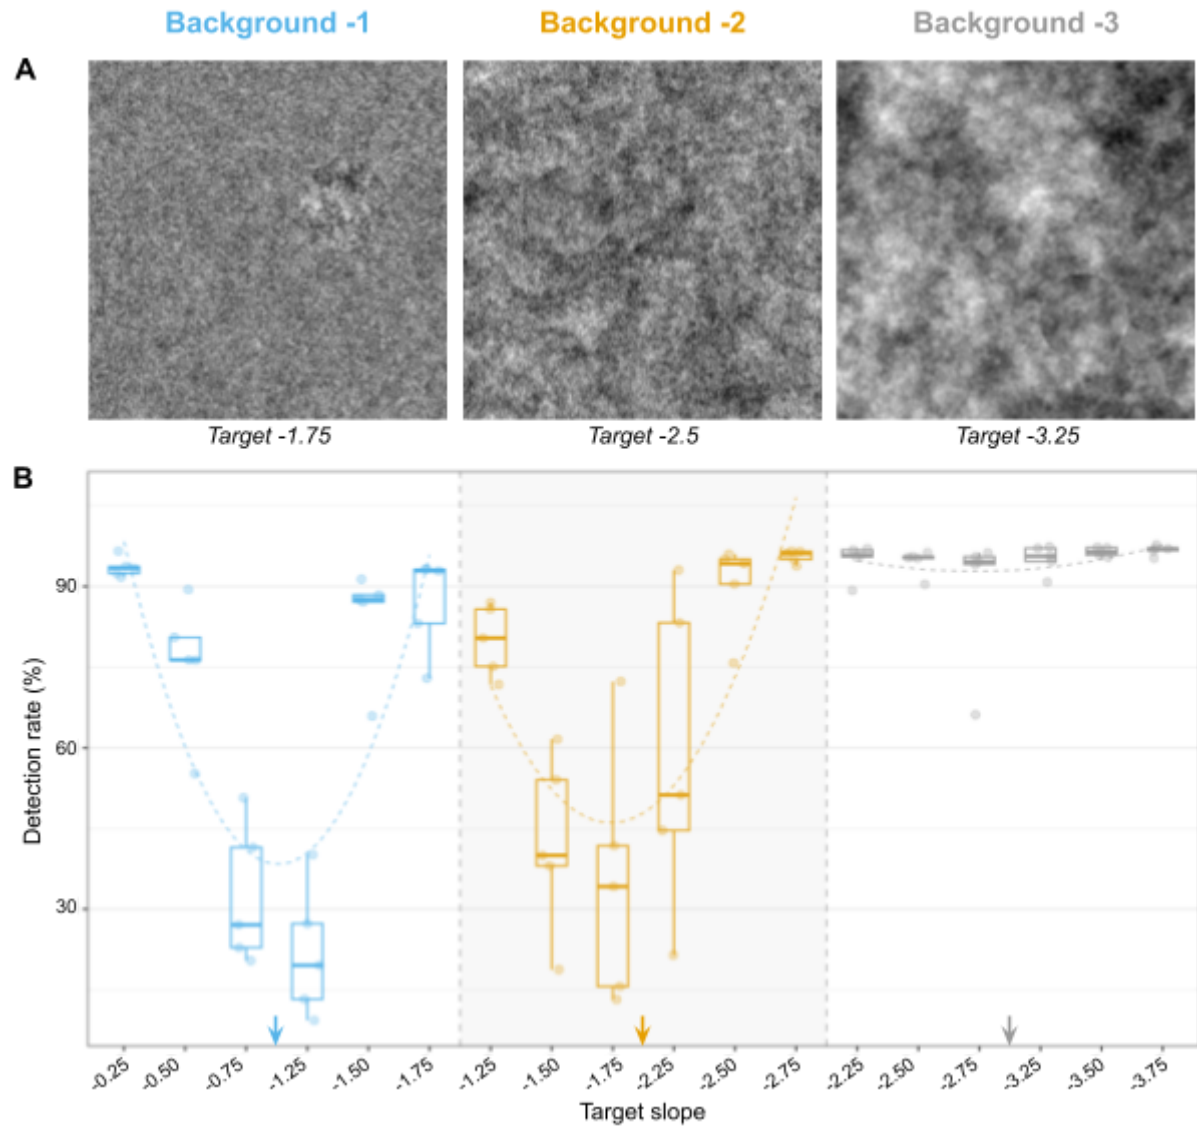 Background -1 Background -2 Background -3
A
Target -1.75 Target -2.5 Target -3.25
B
Detection rate (%)
90
60
30
-0.25 -0.50 -0.75 -1.25 -1.50 -1.75 -1.25 -1.50 -1.75 -2.25 -2.50 -2.75 -2.25 -2.50 -2.75 -3.25 -3.50 -3.75
Target slope